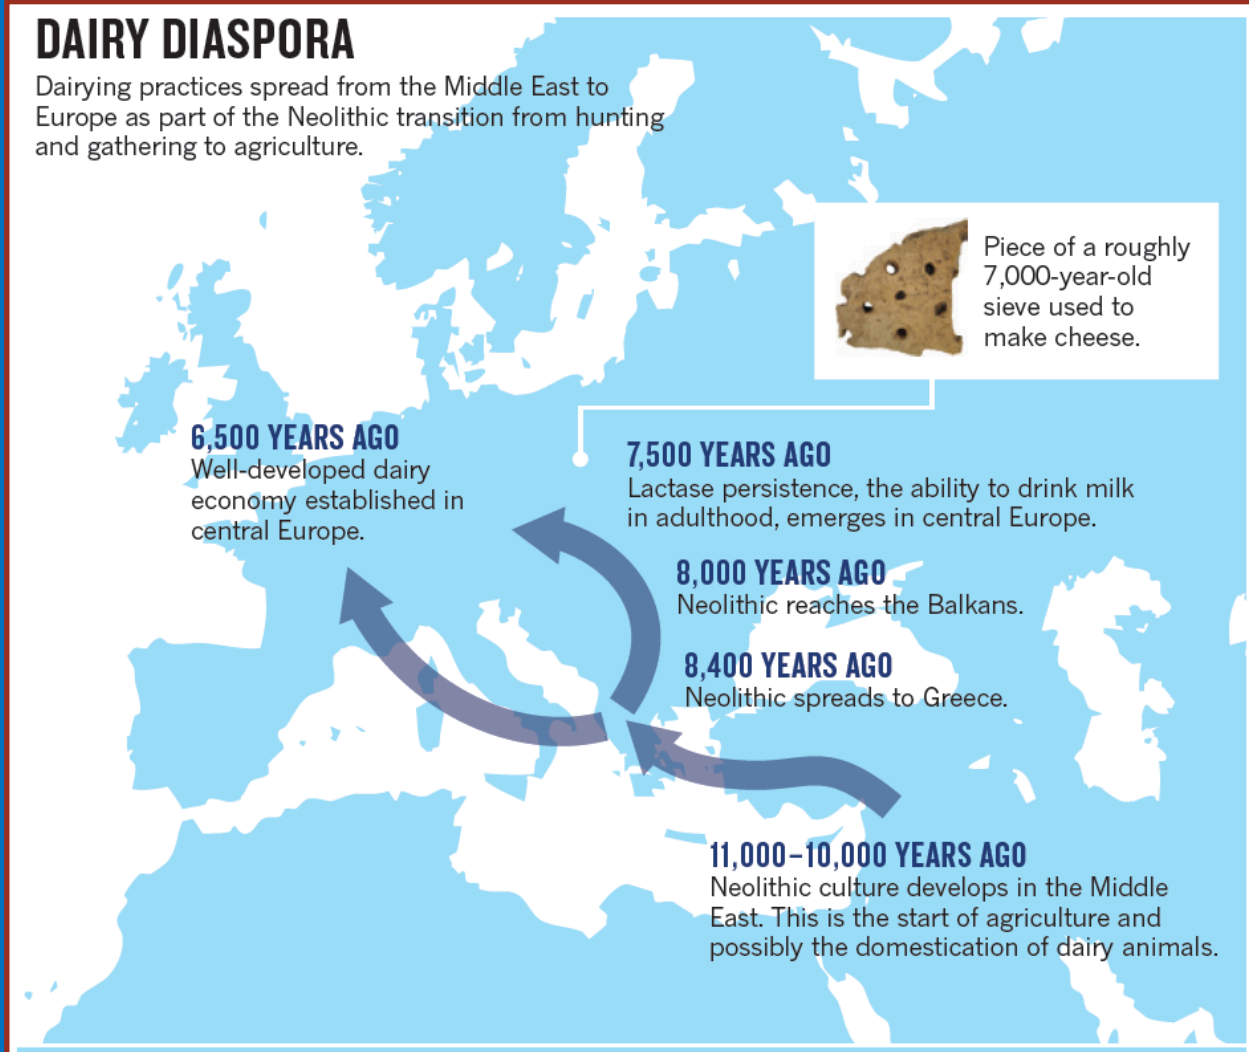 DAIRY DIASPORA
Dairying practices spread from the Middle East to
Europe as part of the Neolithic transition from hunting
and gathering to agriculture.
Piece of a roughly
7,000-year-old
sieve used to
make cheese.
6,500 YEARS AGO
Well-developed dairy
economy established in
central Europe.
7,500 YEARS AGO
Lactase persistence, the ability to drink milk
in adulthood, emerges in central Europe.
8,000 YEARS AGO
Neolithic reaches the Balkans.
8,400 YEARS AGO
Neolithic spreads to Greece.
11,000–10,000 YEARS AGO
Neolithic culture develops in the Middle
East. This is the start of agriculture and
possibly the domestication of dairy animals.